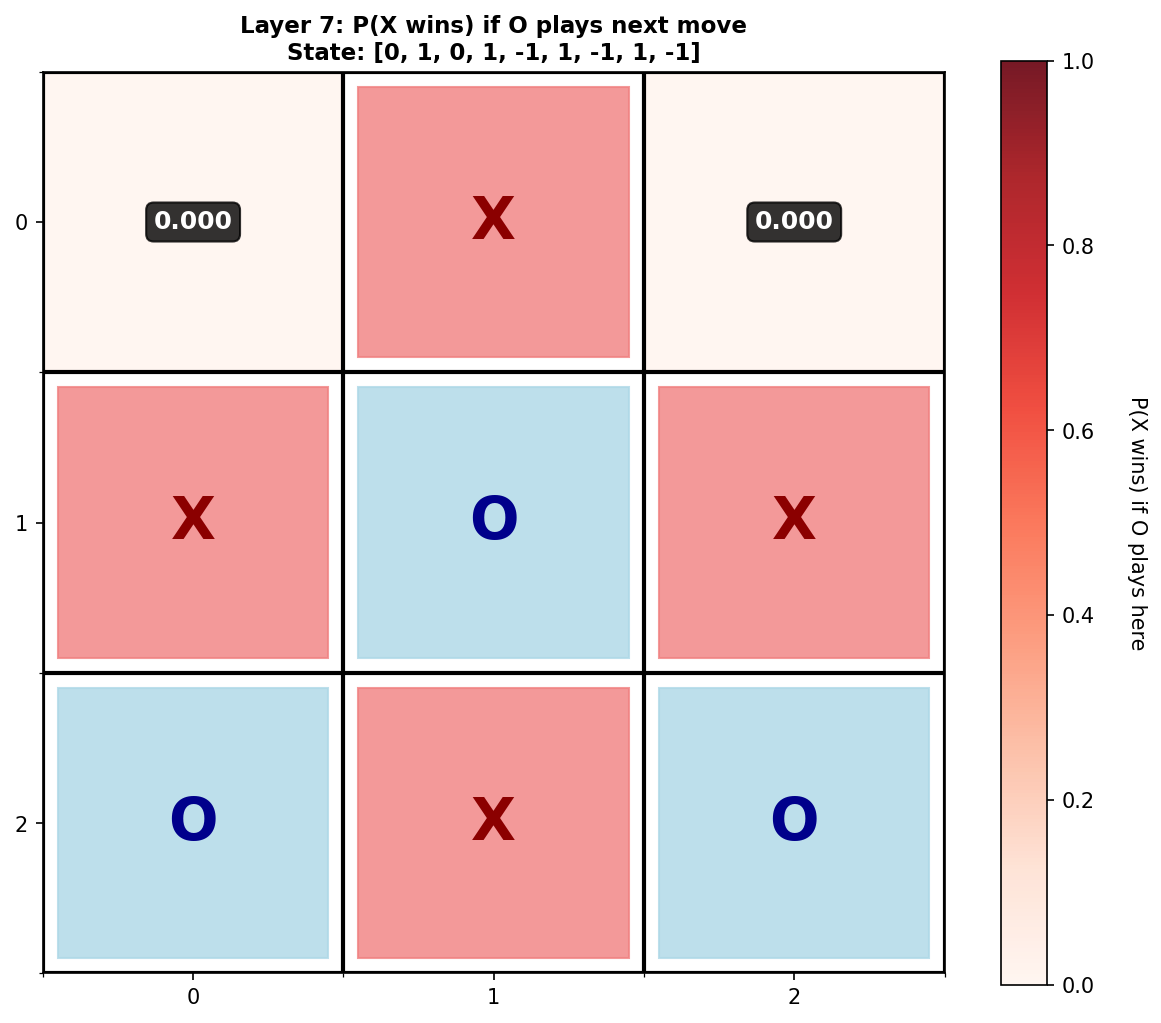 Layer 7: P(X wins) if O plays next move
State: [0, 1, 0, 1, -1, 1, -1, 1, -1]
0
0.000
X
0.000
1
X
O
X
2
O
X
O
0
1
2
1.0
0.8
0.6
0.4
0.2
0.0
P(X wins) if O plays here